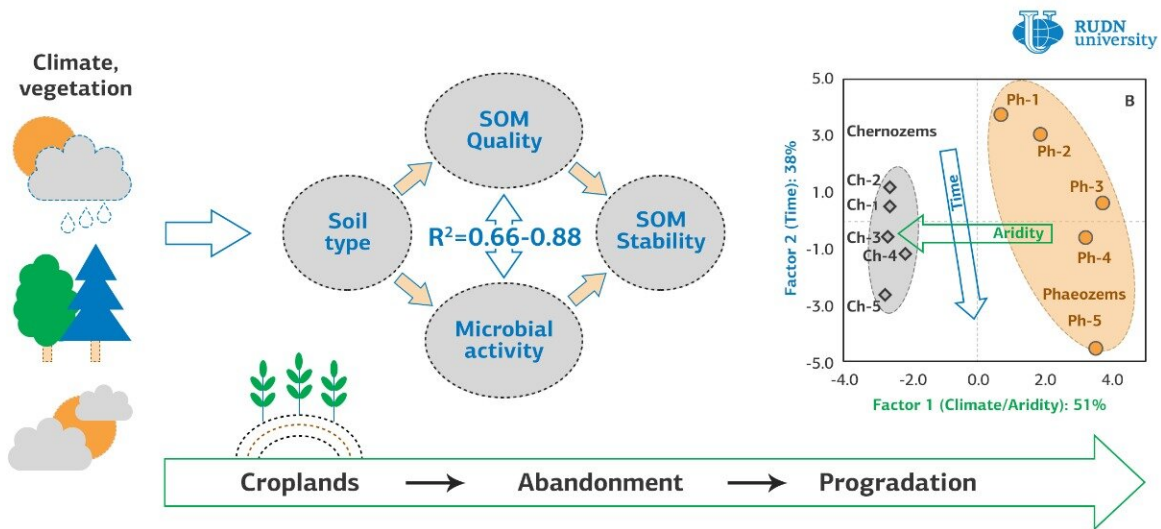 RUDN
university
Climate,
vegetation
SOM
Quality
Soil
type
R²=0.66-0.88
SOM
Stability
Microbial
activity
5.0
3.0
1.0
-1.0
-3.0
-5.0
Factor 2 (Time): 38%
B
Chernozems
Ph-1
Ph-2
Ph-3
Ph-4
Phaeozems
Ph-5
Ch-2
Ch-1
Ch-3
Ch-4
Ch-5
Time
Aridity
-4.0 -2.0 0.0 2.0 4.0
Factor 1 (Climate/Aridity): 51%
Croplands Abandonment Progradation